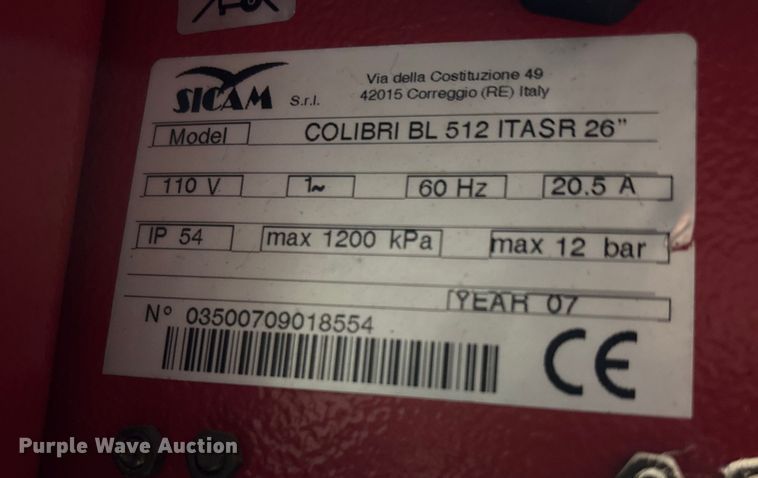 SICAM S.r.l.
Via della Costituzione 49
42015 Correggio (RE) Italy
Model COLIBRI BL 512 ITASR 26"
110 V 1~ 60 Hz 20.5 A
IP 54 max 1200 kPa max 12 bar
YEAR 07
N° 03500709018554
CE
Purple Wave Auction